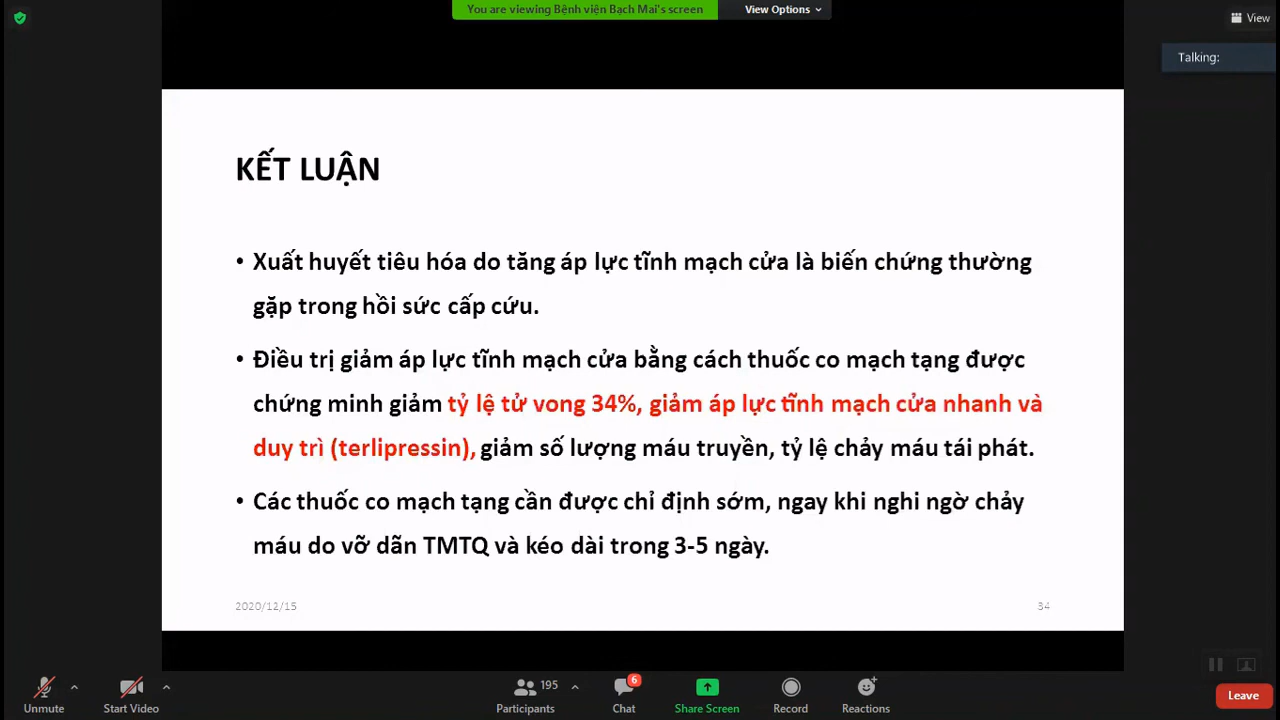 You are viewing Bệnh viện Bạch Mai's screen
View Options
View
Talking:
KẾT LUẬN
• Xuất huyết tiêu hóa do tăng áp lực tĩnh mạch cửa là biến chứng thường
gặp trong hồi sức cấp cứu.
• Điều trị giảm áp lực tĩnh mạch cửa bằng cách thuốc co mạch tạng được
chứng minh giảm tỷ lệ tử vong 34%, giảm áp lực tĩnh mạch cửa nhanh và
duy trì (terlipressin), giảm số lượng máu truyền, tỷ lệ chảy máu tái phát.
• Các thuốc co mạch tạng cần được chỉ định sớm, ngay khi nghi ngờ chảy
máu do vỡ dãn TMTQ và kéo dài trong 3-5 ngày.
2020/12/15
34
Unmute
Start Video
195
Participants
6
Chat
Share Screen
Record
Reactions
Leave